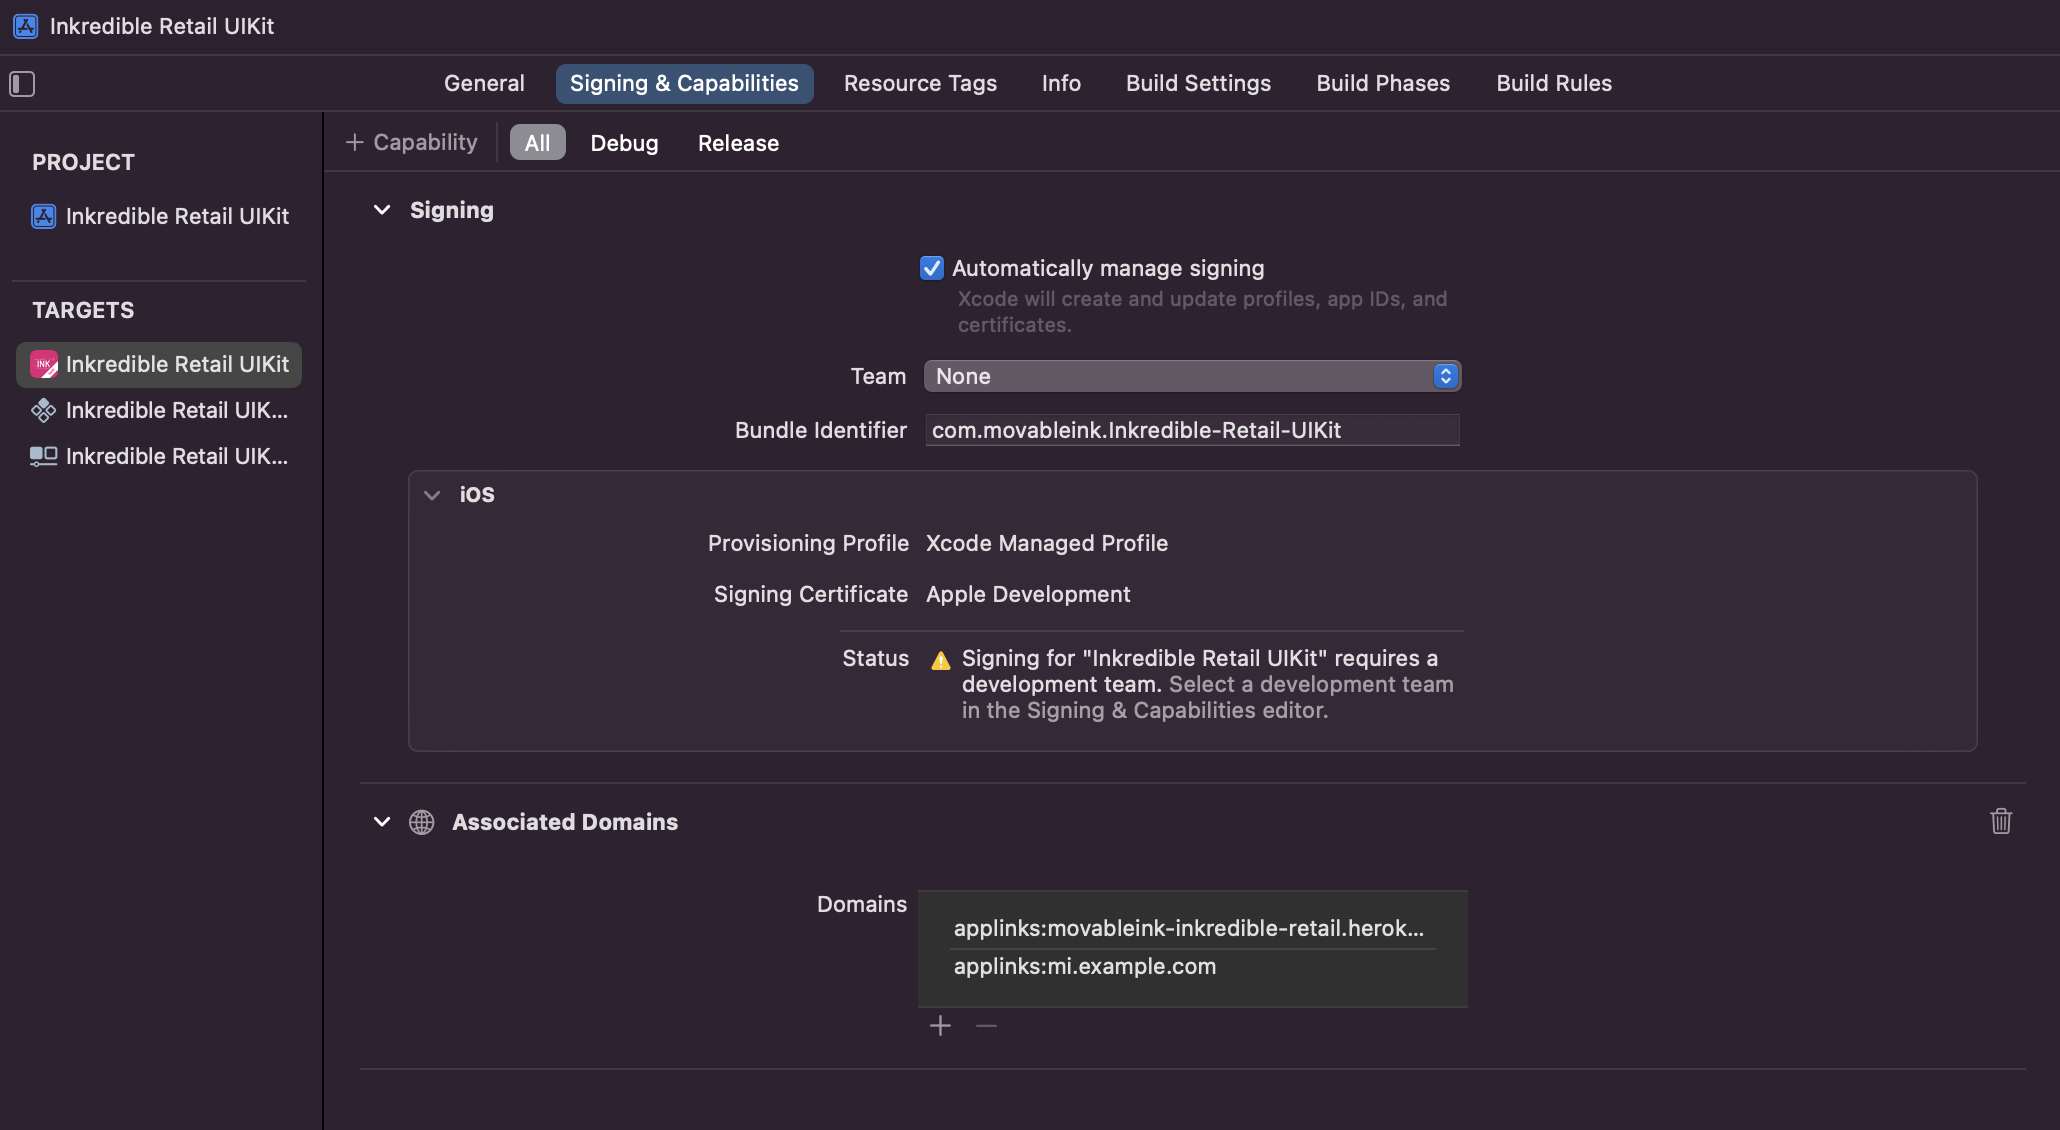 Inkredible Retail UIKit
General
Signing & Capabilities
Resource Tags
Info
Build Settings
Build Phases
Build Rules
PROJECT
Inkredible Retail UIKit
TARGETS
Inkredible Retail UIKit
Inkredible Retail UIK...
Inkredible Retail UIK...
+ Capability
All
Debug
Release
Signing
Automatically manage signing
Xcode will create and update profiles, app IDs, and
certificates.
Team
None
Bundle Identifier
com.movableink.Inkredible-Retail-UIKit
iOS
Provisioning Profile
Xcode Managed Profile
Signing Certificate
Apple Development
Status
Signing for "Inkredible Retail UIKit" requires a
development team. Select a development team
in the Signing & Capabilities editor.
Associated Domains
Domains
applinks:movableink-inkredible-retail.herok...
applinks:mi.example.com